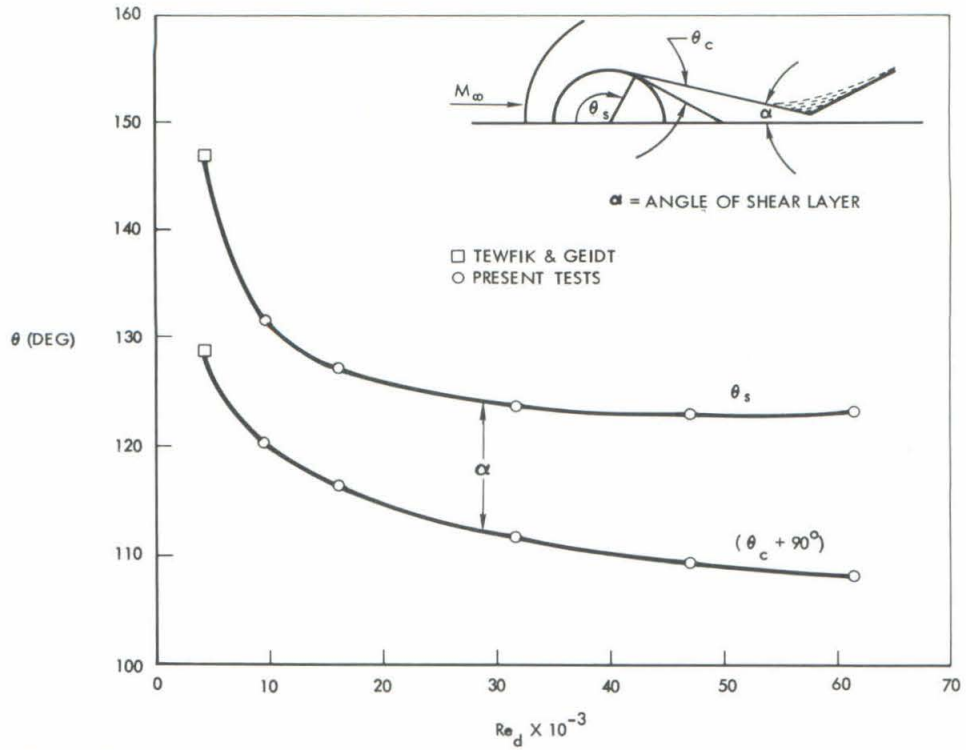 160
150
140
130
120
110
100
θ (DEG)
M∞
θs
θc
α
α = ANGLE OF SHEAR LAYER
□ TEWFIK & GEIDT
○ PRESENT TESTS
θs
α
(θc + 90°)
0 10 20 30 40 50 60 70
Red X 10⁻³